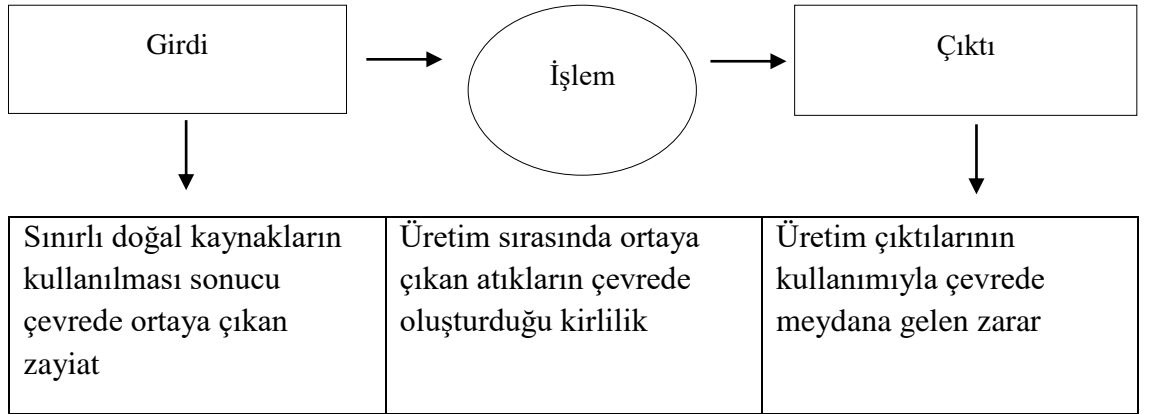 Girdi
İşlem
Çıktı
Sınırlı doğal kaynakların
kullanılması sonucu
çevrede ortaya çıkan
zayiat
Üretim sırasında ortaya
çıkan atıkların çevrede
oluşturduğu kirlilik
Üretim çıktılarının
kullanımıyla çevrede
meydana gelen zarar